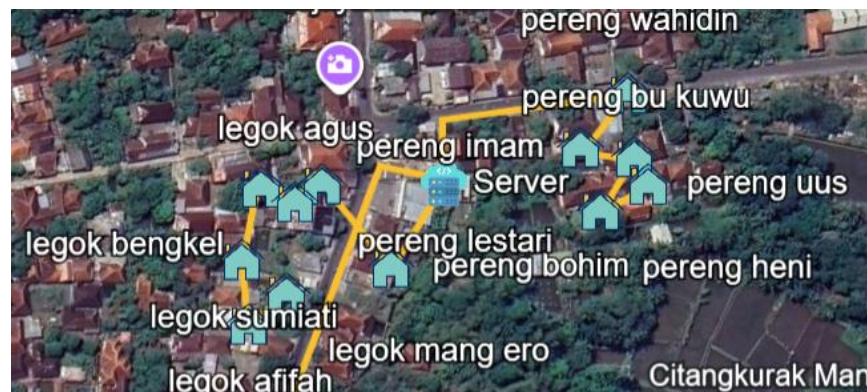 pereng wahidin
pereng bu kuwu
legok agus
pereng imam
Server
pereng uus
legok bengkel
pereng lestari
pereng bohim
pereng heni
legok sumiati
legok mang ero
legok afifah
Citangkurak Man